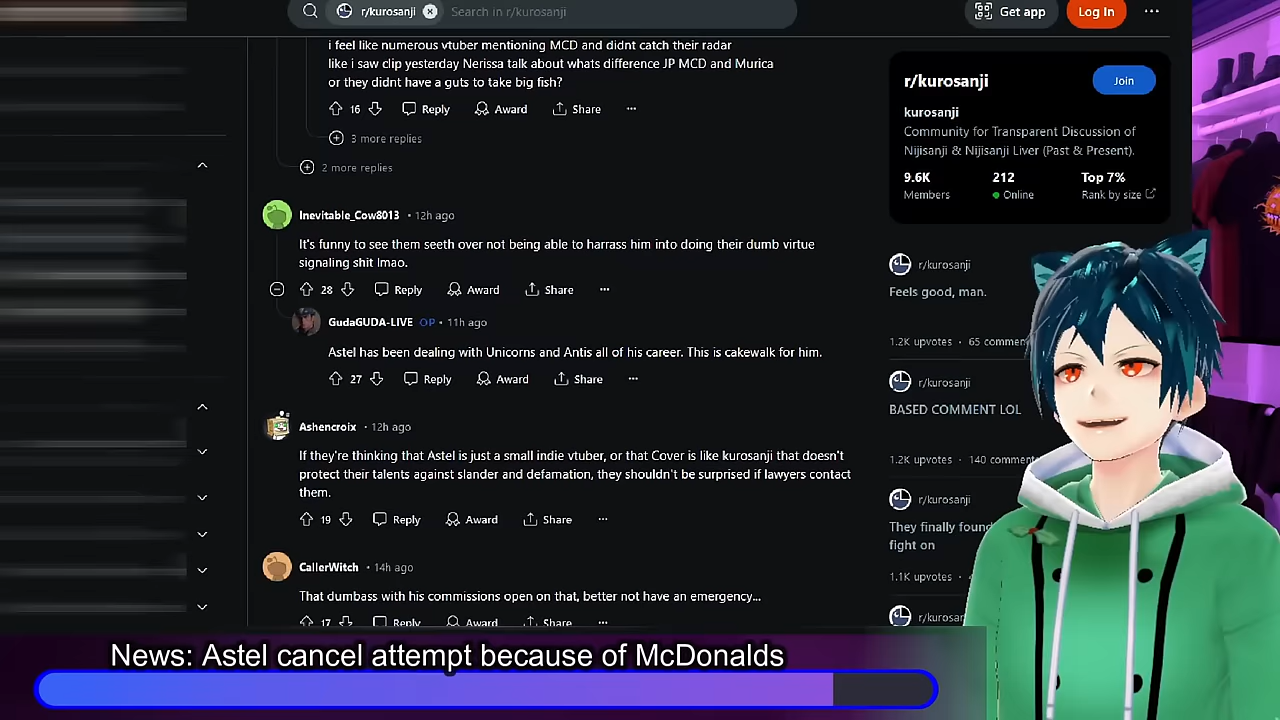 r/kurosanji
Search in r/kurosanji
Get app
Log In
i feel like numerous vtuber mentioning MCD and didnt catch their radar
like i saw clip yesterday Nerissa talk about whats difference JP MCD and Murica
or they didnt have a guts to take big fish?
16
Reply
Award
Share
3 more replies
2 more replies
Inevitable_Cow8013 • 12h ago
It's funny to see them seeth over not being able to harrass him into doing their dumb virtue
signaling shit lmao.
28
Reply
Award
Share
GudaGUDA-LIVE OP • 11h ago
Astel has been dealing with Unicorns and Antis all of his career. This is cakewalk for him.
27
Reply
Award
Share
Ashencroix • 12h ago
If they're thinking that Astel is just a small indie vtuber, or that Cover is like kurosanji that doesn't
protect their talents against slander and defamation, they shouldn't be surprised if lawyers contact
them.
19
Reply
Award
Share
CallerWitch • 14h ago
That dumbass with his commissions open on that, better not have an emergency...
17
Reply
Award
Share
r/kurosanji
Join
kurosanji
Community for Transparent Discussion of
Nijisanji & Nijisanji Liver (Past & Present).
9.6K
212
Top 7%
Members
Online
Rank by size
r/kurosanji
Feels good, man.
1.2K upvotes • 65 commen
r/kurosanji
BASED COMMENT LOL
1.2K upvotes • 140 comment
r/kurosanji
They finally found
fight on
1.1K upvotes •
r/kurosanji
News: Astel cancel attempt because of McDonalds